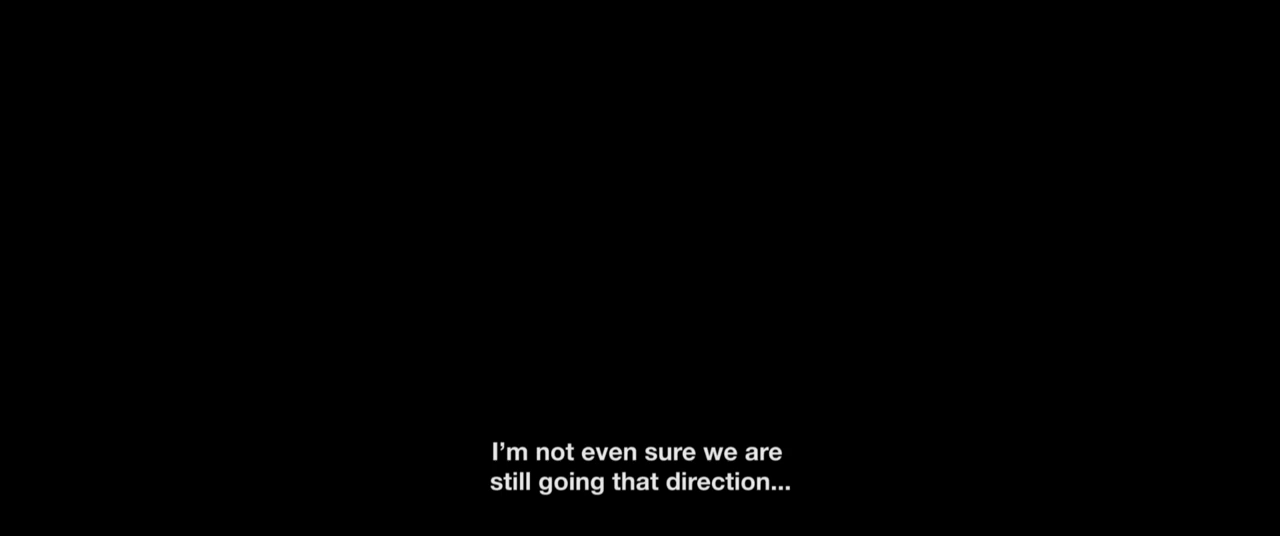 I’m not even sure we are
still going that direction...